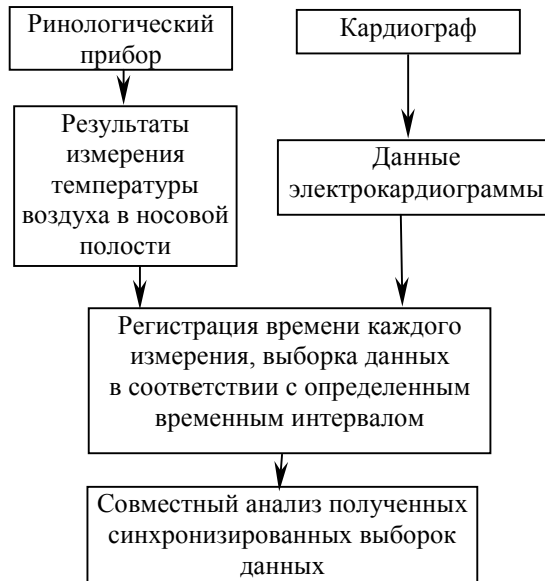 Ринологический
прибор
Кардиограф
Результаты
измерения
температуры
воздуха в носовой
полости
Данные
электрокардиограммы
Регистрация времени каждого
измерения, выборка данных
в соответствии с определенным
временным интервалом
Совместный анализ полученных
синхронизированных выборок
данных